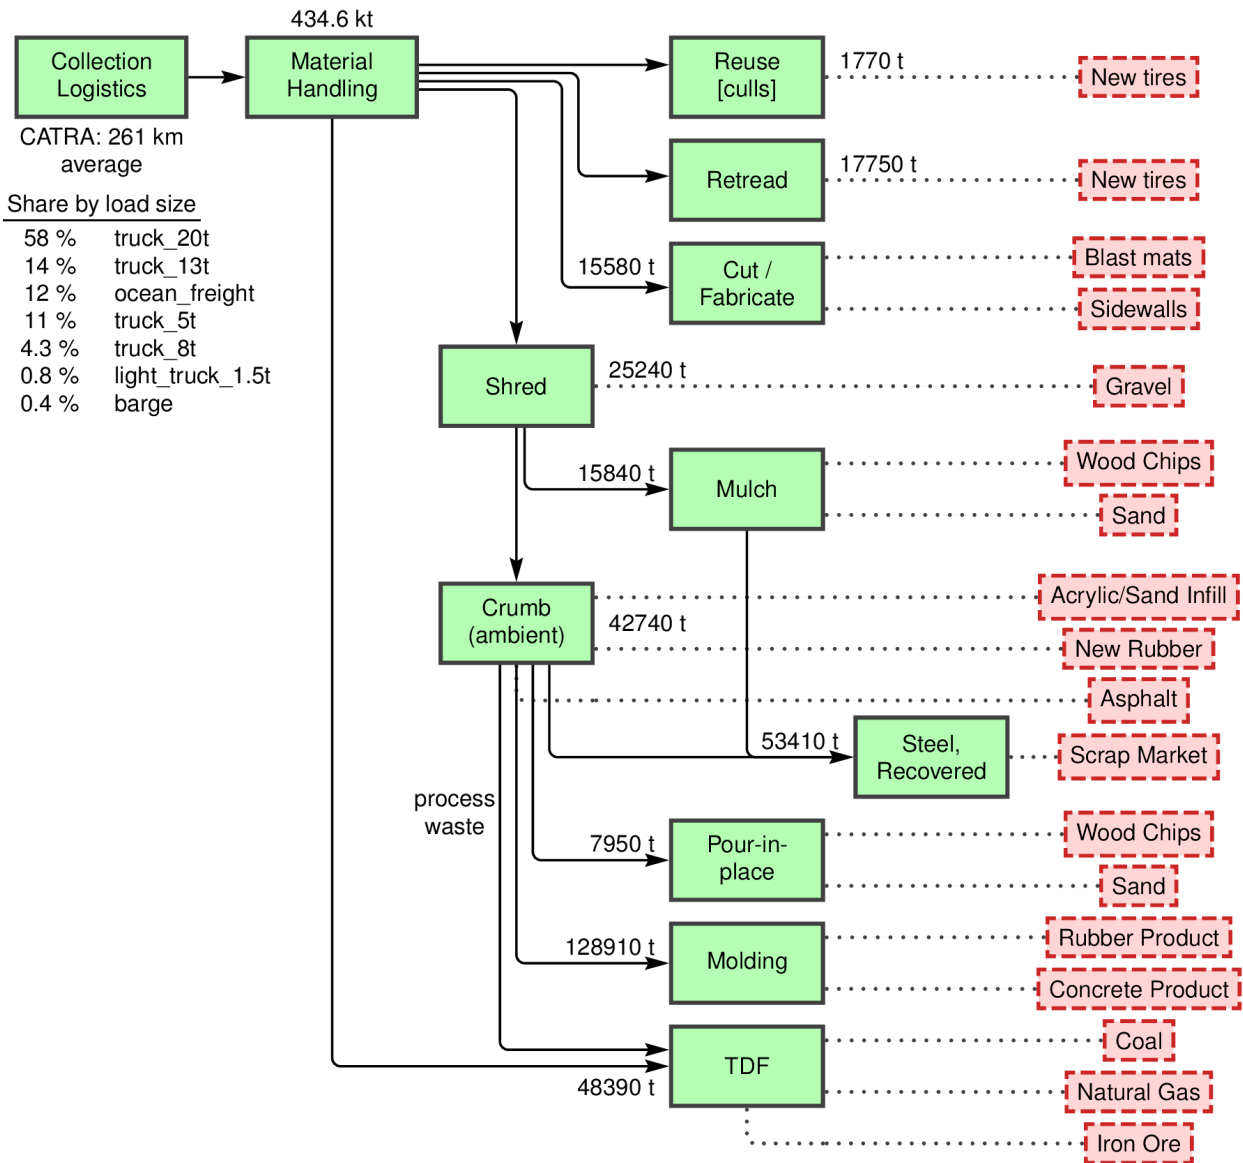 434.6 kt
Collection
Logistics
Material
Handling
Reuse
[culls]
1770 t
New tires
CATRA: 261 km
average
Retread
17750 t
New tires
Share by load size
58 % truck_20t
14 % truck_13t
12 % ocean_freight
11 % truck_5t
4.3 % truck_8t
0.8 % light_truck_1.5t
0.4 % barge
15580 t
Cut /
Fabricate
Blast mats
Sidewalls
Shred
25240 t
Gravel
15840 t
Mulch
Wood Chips
Sand
Crumb
(ambient)
42740 t
Acrylic/Sand Infill
New Rubber
Asphalt
53410 t
Steel,
Recovered
Scrap Market
process
waste
7950 t
Pour-in-
place
Wood Chips
Sand
128910 t
Molding
Rubber Product
Concrete Product
48390 t
TDF
Coal
Natural Gas
Iron Ore